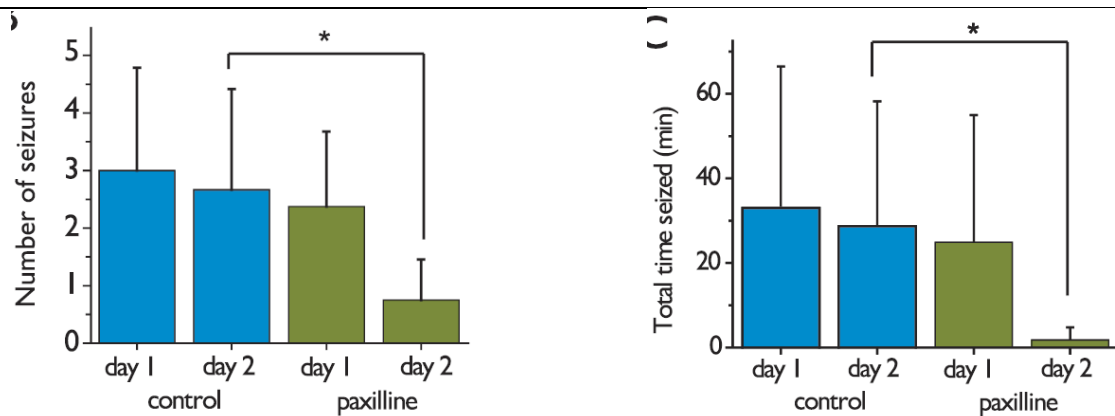 Number of seizures
5
4
3
2
1
0
*
day 1
day 2
day 1
day 2
control
paxilline
Total time seized (min)
60
40
20
0
*
day 1
day 2
day 1
day 2
control
paxilline